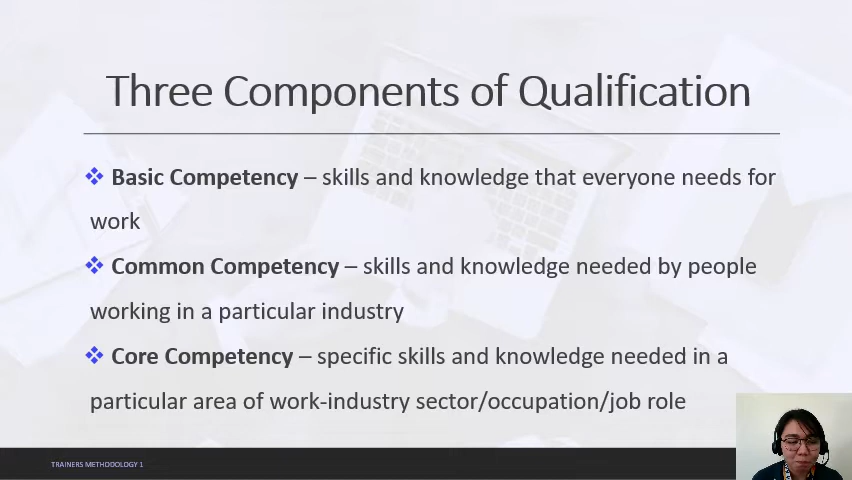 Three Components of Qualification
❖ Basic Competency – skills and knowledge that everyone needs for
work
❖ Common Competency – skills and knowledge needed by people
working in a particular industry
❖ Core Competency – specific skills and knowledge needed in a
particular area of work-industry sector/occupation/job role
TRAINERS METHODOLOGY 1